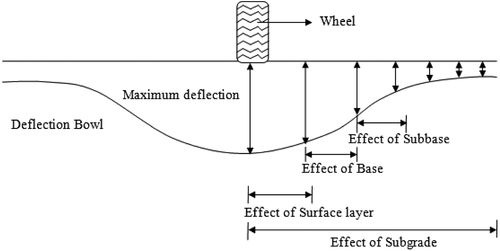 Wheel
Maximum deflection
Deflection Bowl
Effect of Subbase
Effect of Base
Effect of Surface layer
Effect of Subgrade